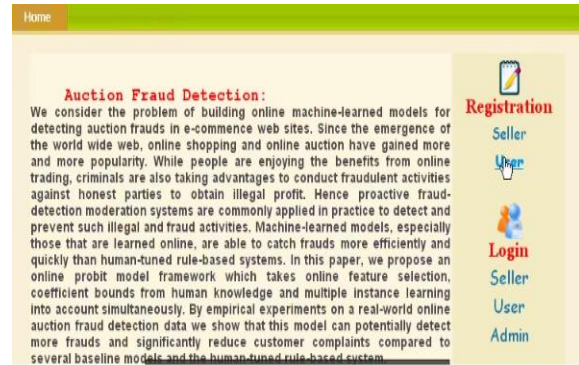 Home
Auction Fraud Detection:
We consider the problem of building online machine-learned models for
detecting auction frauds in e-commerce web sites. Since the emergence of
the world wide web, online shopping and online auction have gained more
and more popularity. While people are enjoying the benefits from online
trading, criminals are also taking advantages to conduct fraudulent activities
against honest parties to obtain illegal profit. Hence proactive fraud-
detection moderation systems are commonly applied in practice to detect and
prevent such illegal and fraud activities. Machine-learned models, especially
those that are learned online, are able to catch frauds more efficiently and
quickly than human-tuned rule-based systems. In this paper, we propose an
online probit model framework which takes online feature selection,
coefficient bounds from human knowledge and multiple instance learning
into account simultaneously. By empirical experiments on a real-world online
auction fraud detection data we show that this model can potentially detect
more frauds and significantly reduce customer complaints compared to
several baseline models and the human-tuned rule-based system.
Registration
Seller
User
Login
Seller
User
Admin